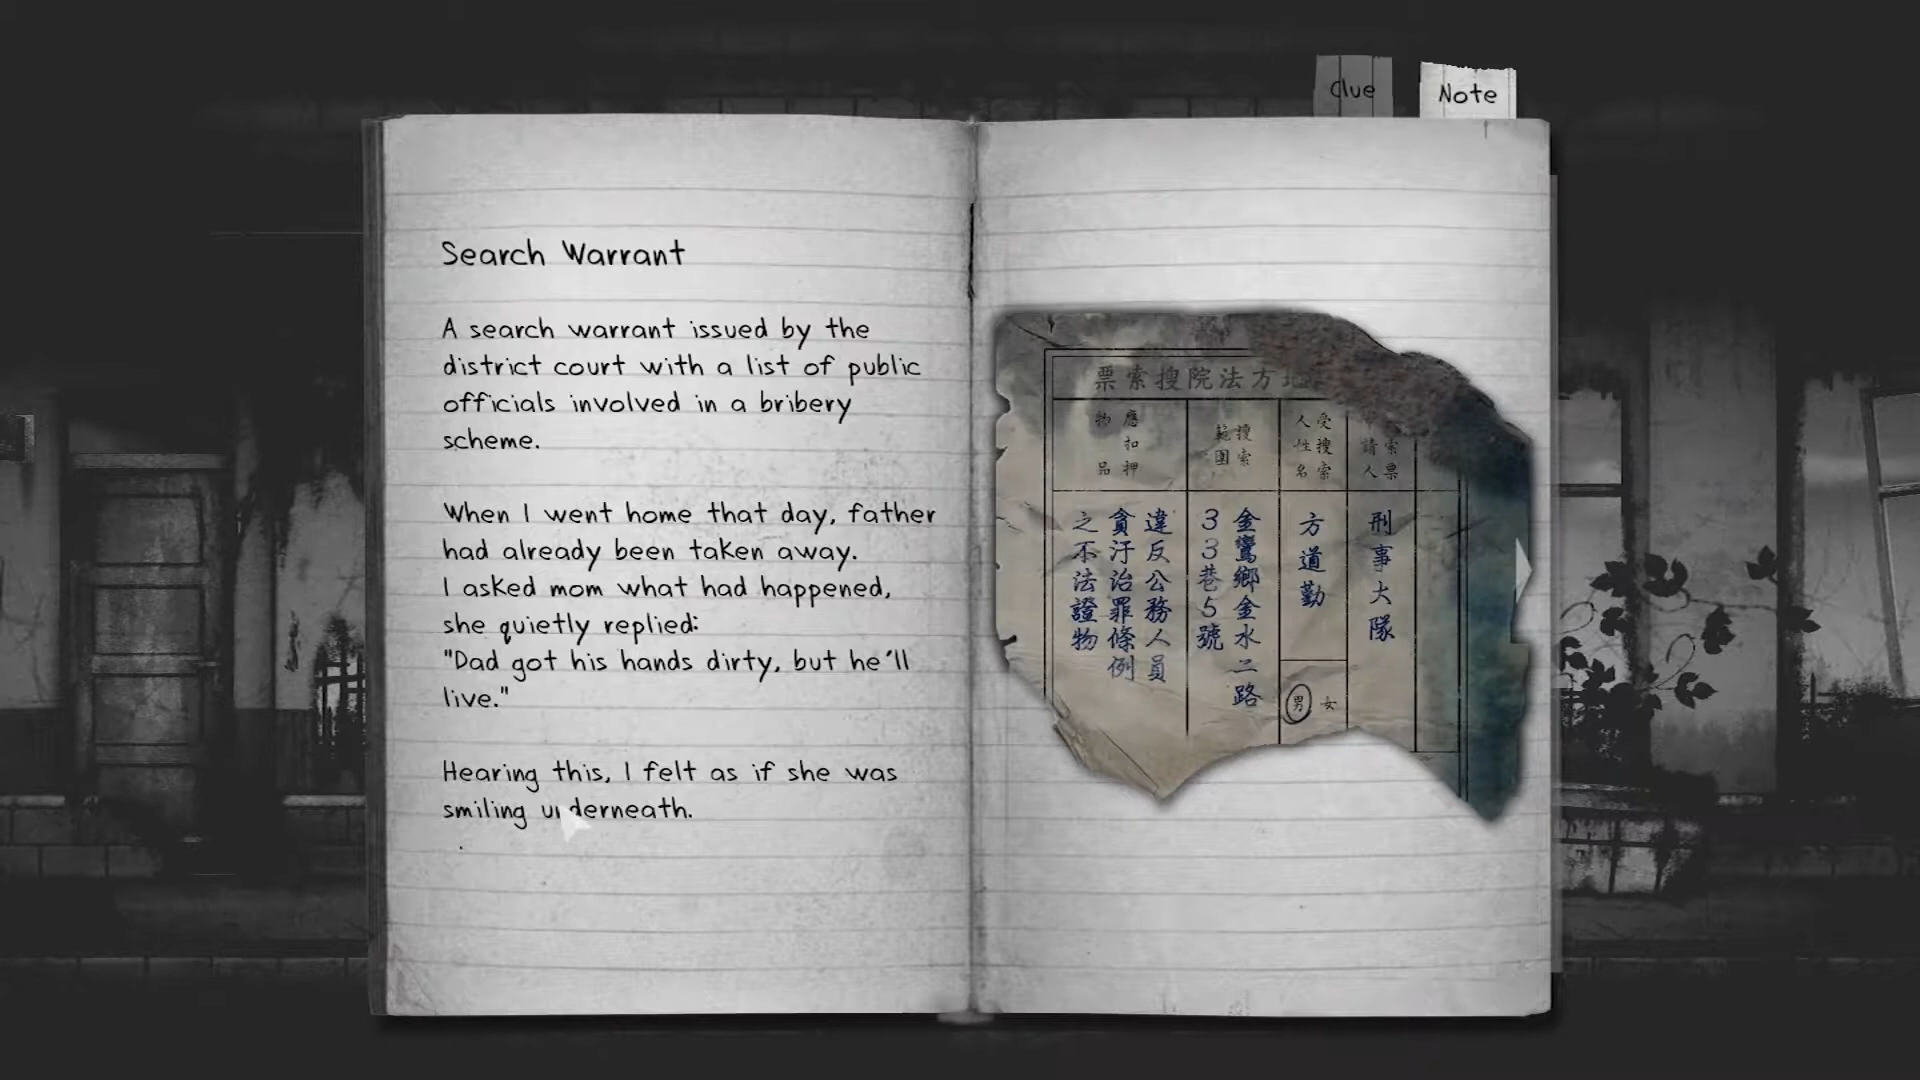 Clue
Note
Search Warrant
A search warrant issued by the
district court with a list of public
officials involved in a bribery
scheme.
When I went home that day, father
had already been taken away.
I asked mom what had happened,
she quietly replied:
"Dad got his hands dirty, but he'll
live."
Hearing this, I felt as if she was
smiling underneath.
方法院搜索票
索票
請人
刑事大隊
受搜索
人性名
方道勤
男 女
搜索
範圍
金鸞鄉金水二路
33巷5號
應扣押
物品
違反公務人員
貪汙治罪條例
之不法證物